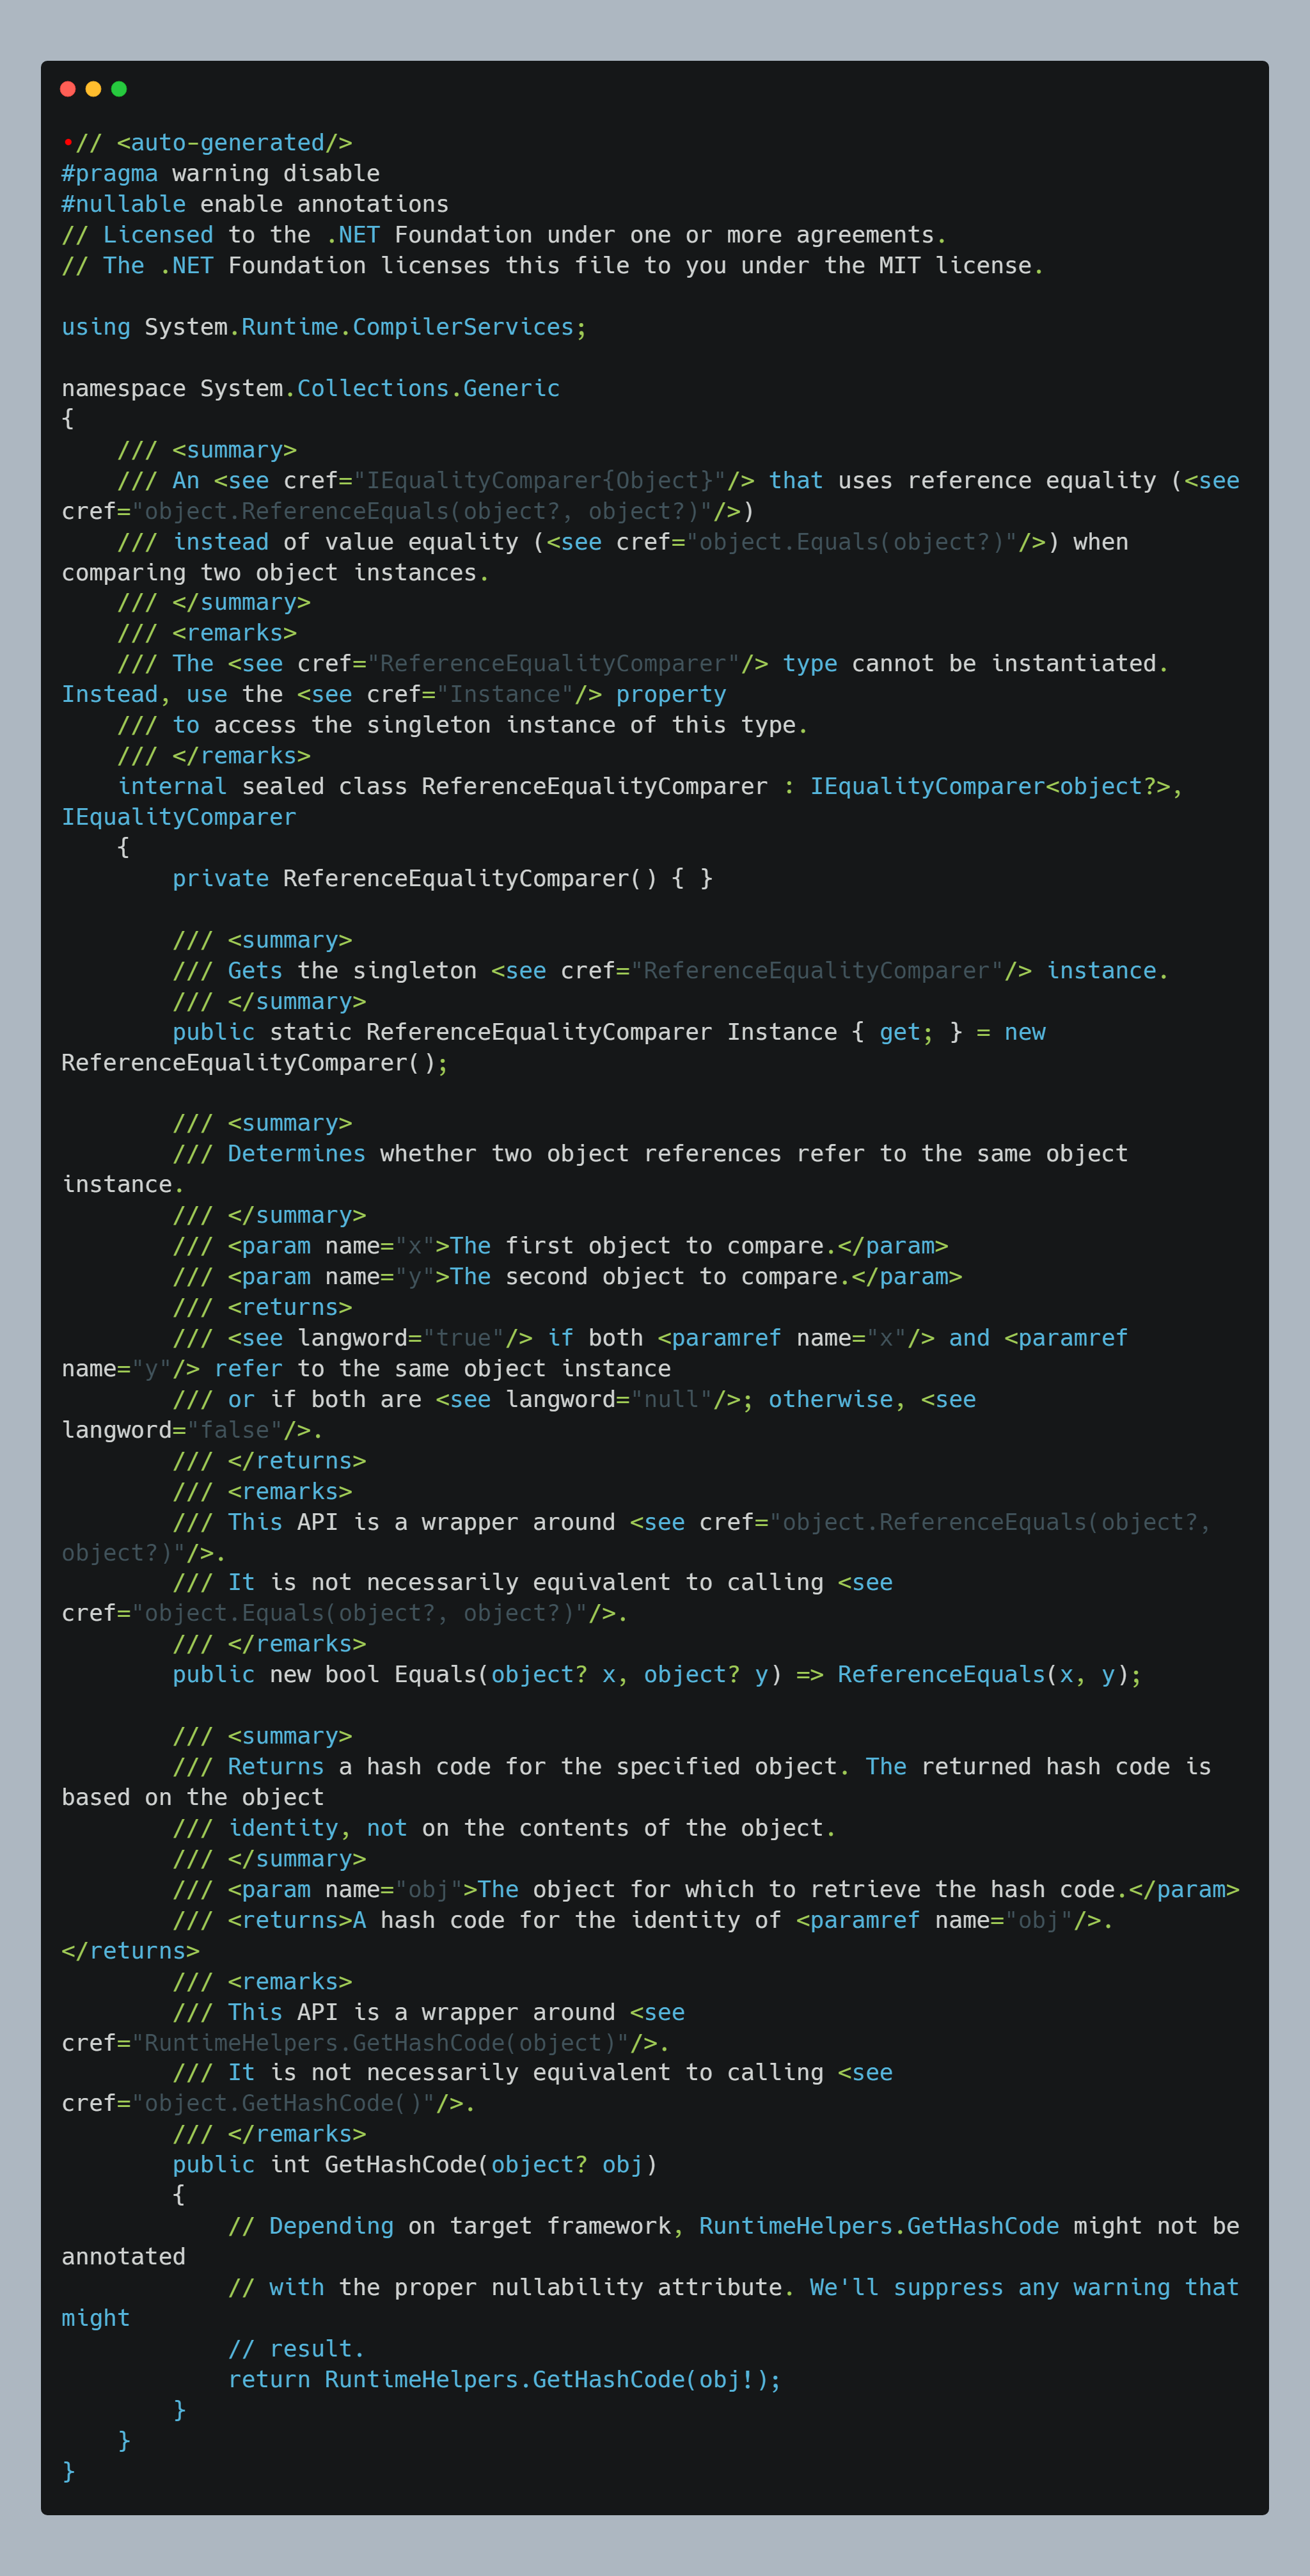 •// <auto-generated/>
#pragma warning disable
#nullable enable annotations
// Licensed to the .NET Foundation under one or more agreements.
// The .NET Foundation licenses this file to you under the MIT license.

using System.Runtime.CompilerServices;

namespace System.Collections.Generic
{
    /// <summary>
    /// An <see cref="IEqualityComparer{Object}"/> that uses reference equality (<see
cref="object.ReferenceEquals(object?, object?)"/>)
    /// instead of value equality (<see cref="object.Equals(object?)"/>) when
comparing two object instances.
    /// </summary>
    /// <remarks>
    /// The <see cref="ReferenceEqualityComparer"/> type cannot be instantiated.
Instead, use the <see cref="Instance"/> property
    /// to access the singleton instance of this type.
    /// </remarks>
    internal sealed class ReferenceEqualityComparer : IEqualityComparer<object?>,
IEqualityComparer
    {
        private ReferenceEqualityComparer() { }

        /// <summary>
        /// Gets the singleton <see cref="ReferenceEqualityComparer"/> instance.
        /// </summary>
        public static ReferenceEqualityComparer Instance { get; } = new
ReferenceEqualityComparer();

        /// <summary>
        /// Determines whether two object references refer to the same object
instance.
        /// </summary>
        /// <param name="x">The first object to compare.</param>
        /// <param name="y">The second object to compare.</param>
        /// <returns>
        /// <see langword="true"/> if both <paramref name="x"/> and <paramref
name="y"/> refer to the same object instance
        /// or if both are <see langword="null"/>; otherwise, <see
langword="false"/>.
        /// </returns>
        /// <remarks>
        /// This API is a wrapper around <see cref="object.ReferenceEquals(object?,
object?)"/>.
        /// It is not necessarily equivalent to calling <see
cref="object.Equals(object?, object?)"/>.
        /// </remarks>
        public new bool Equals(object? x, object? y) => ReferenceEquals(x, y);

        /// <summary>
        /// Returns a hash code for the specified object. The returned hash code is
based on the object
        /// identity, not on the contents of the object.
        /// </summary>
        /// <param name="obj">The object for which to retrieve the hash code.</param>
        /// <returns>A hash code for the identity of <paramref name="obj"/>.
</returns>
        /// <remarks>
        /// This API is a wrapper around <see
cref="RuntimeHelpers.GetHashCode(object)"/>.
        /// It is not necessarily equivalent to calling <see
cref="object.GetHashCode()"/>.
        /// </remarks>
        public int GetHashCode(object? obj)
        {
            // Depending on target framework, RuntimeHelpers.GetHashCode might not be
annotated
            // with the proper nullability attribute. We'll suppress any warning that
might
            // result.
            return RuntimeHelpers.GetHashCode(obj!);
        }
    }
}